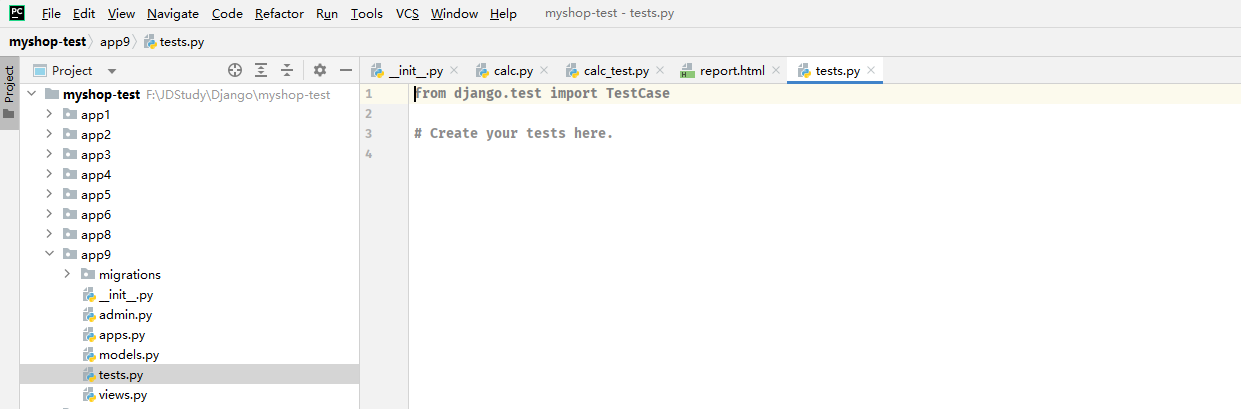 PC File Edit View Navigate Code Refactor Run Tools VCS Window Help myshop-test - tests.py
myshop-test app9 tests.py
Project
Project
__init__.py calc.py calc_test.py report.html tests.py
myshop-test F:\JDStudy\Django\myshop-test
app1
app2
app3
app4
app5
app6
app8
app9
migrations
__init__.py
admin.py
apps.py
models.py
tests.py
views.py
1 from django.test import TestCase
2
3 # Create your tests here.
4